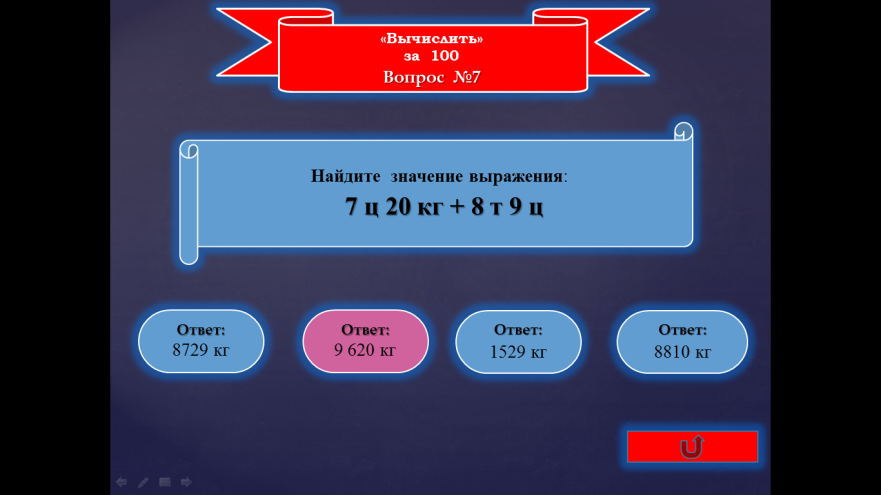 «Вычислить»
за 100
Вопрос №7
Найдите значение выражения:
7 ц 20 кг + 8 т 9 ц
Ответ:
8729 кг
Ответ:
9 620 кг
Ответ:
1529 кг
Ответ:
8810 кг